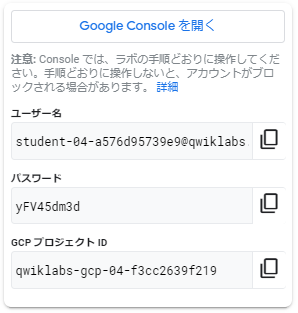 Google Console を開く
注意: Console では、ラボの手順どおりに操作してくだ
さい。手順どおりに操作しないと、アカウントがブロ
ックされる場合があります。 詳細
ユーザー名
student-04-a576d95739e9@qwiklabs.
パスワード
yFV45dm3d
GCP プロジェクト ID
qwiklabs-gcp-04-f3cc2639f219